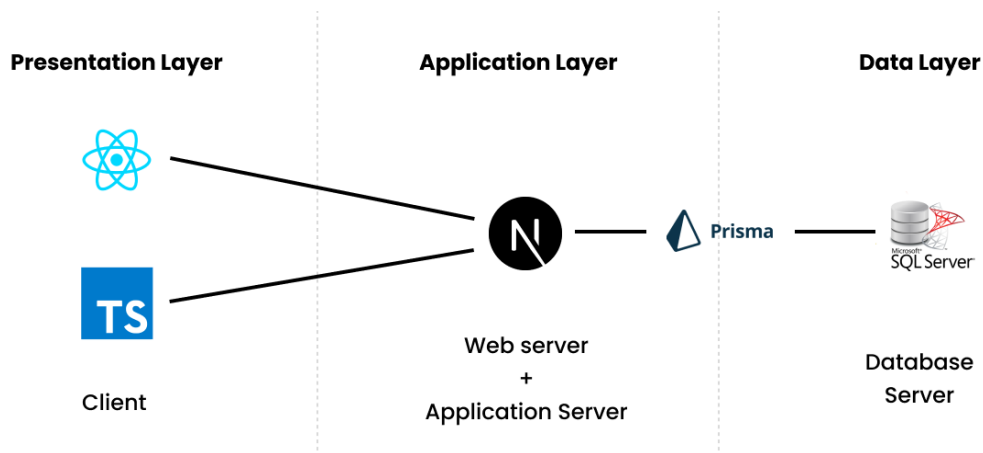 Presentation Layer
Application Layer
Data Layer
N
Prisma
Microsoft®
SQL Server
TS
Web server
+
Application Server
Database
Server
Client